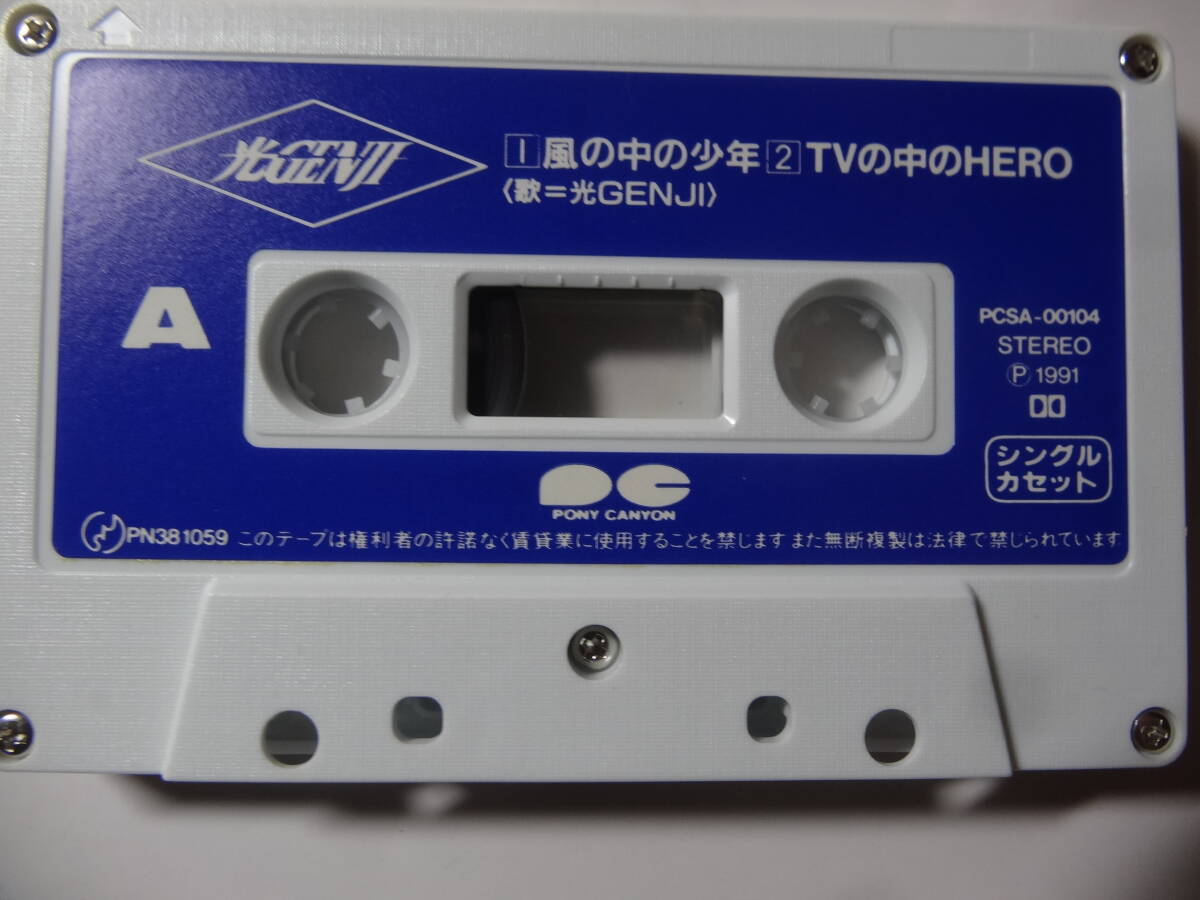 光GENJI
1 風の中の少年 2 TVの中のHERO
〈歌=光GENJI〉
A
PCSA-00104
STEREO
Ⓟ 1991
シングル
カセット
PC
PONY CANYON
PN381059 このテープは権利者の許諾なく賃貸業に使用することを禁じます また無断複製は法律で禁じられています